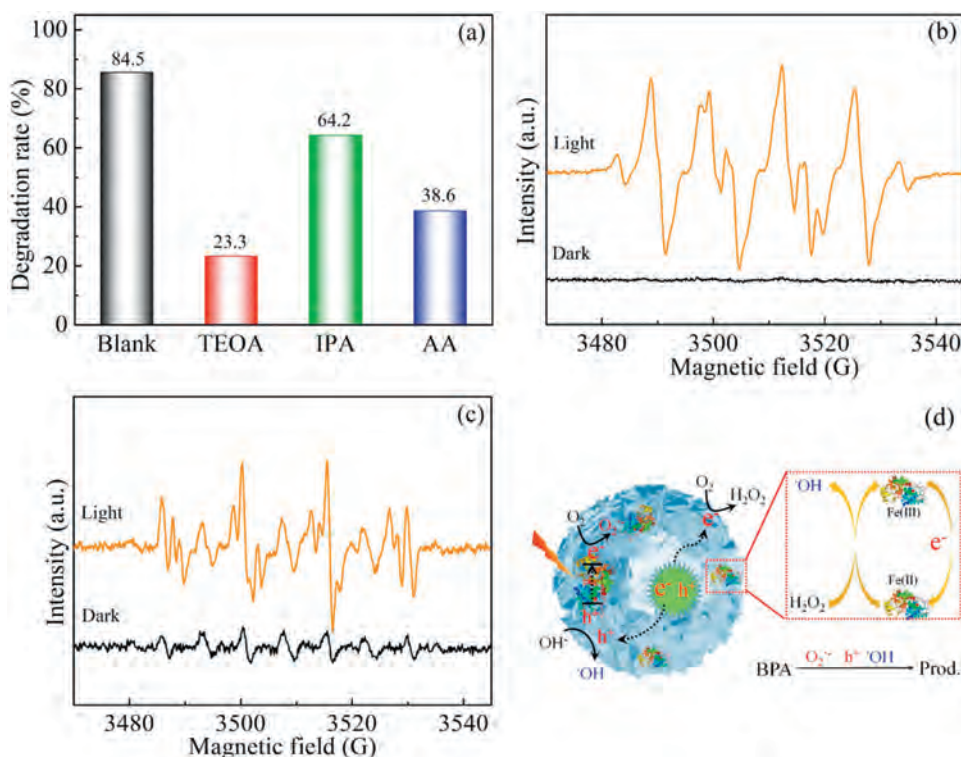 (a)
Degradation rate (%)
100
80
60
40
20
0
84.5
23.3
64.2
38.6
Blank TEOA IPA AA
(b)
Intensity (a.u.)
Light
Dark
3480 3500 3520 3540
Magnetic field (G)
(c)
Intensity (a.u.)
Light
Dark
3480 3500 3520 3540
Magnetic field (G)
(d)
O₂
H₂O₂
e⁻
O₂
e⁻
h⁺
e⁻ h
h⁺
OH⁻
·OH
·OH
Fe(III)
e⁻
H₂O₂
Fe(II)
O₂·⁻ h⁺ ·OH
BPA Prod.